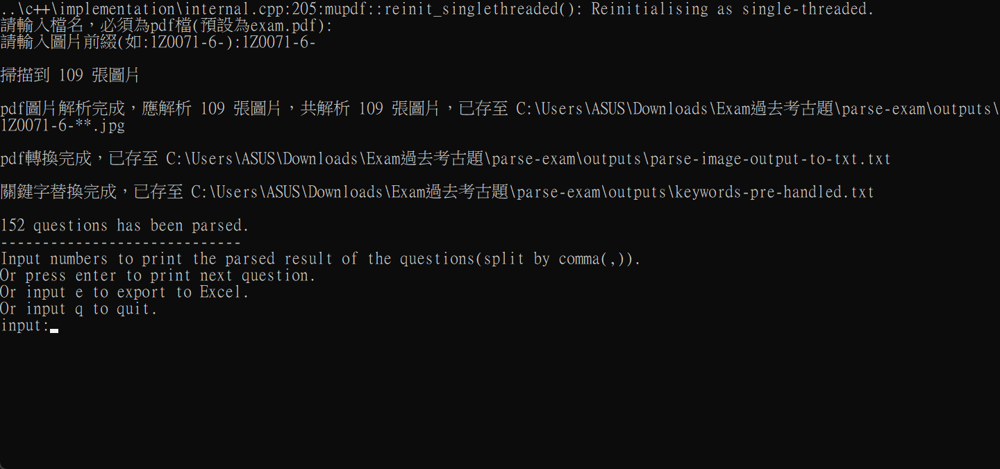 ..\c++\implementation\internal.cpp:205:mupdf::reinit_singlethreaded(): Reinitialising as single-threaded.
請輸入檔名，必須為pdf檔(預設為exam.pdf):
請輸入圖片前綴(如:1Z0071-6-):1Z0071-6-
掃描到 109 張圖片
pdf圖片解析完成，應解析 109 張圖片，共解析 109 張圖片，已存至 C:\Users\ASUS\Downloads\Exam過去考古題\parse-exam\outputs\
1Z0071-6-**.jpg
pdf轉換完成，已存至 C:\Users\ASUS\Downloads\Exam過去考古題\parse-exam\outputs\parse-image-output-to-txt.txt
關鍵字替換完成，已存至 C:\Users\ASUS\Downloads\Exam過去考古題\parse-exam\outputs\keywords-pre-handled.txt
152 questions has been parsed.
-----------------------------
Input numbers to print the parsed result of the questions(split by comma(,)).
Or press enter to print next question.
Or input e to export to Excel.
Or input q to quit.
input: